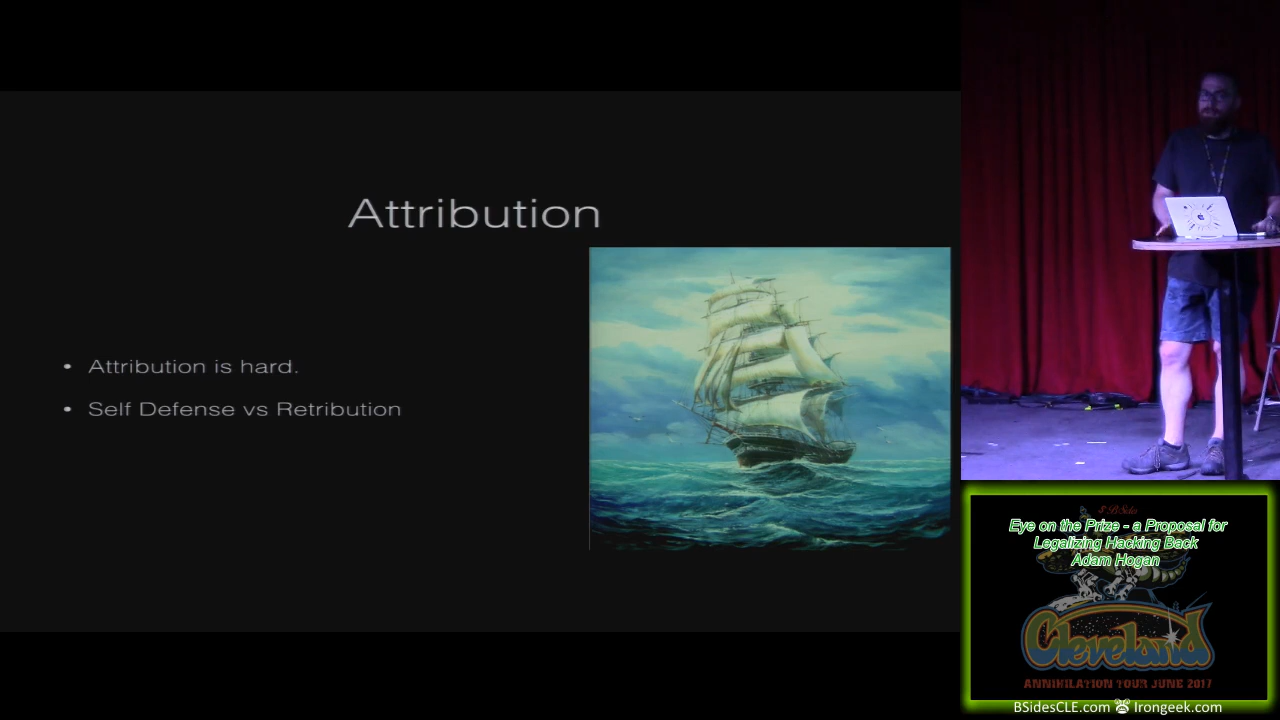 Attribution
• Attribution is hard.
• Self Defense vs Retribution
Eye on the Prize - a Proposal for
Legalizing Hacking Back
Adam Hogan
Cleveland
ANNIHILATION TOUR JUNE 2017
BSidesCLE.com Irongeek.com